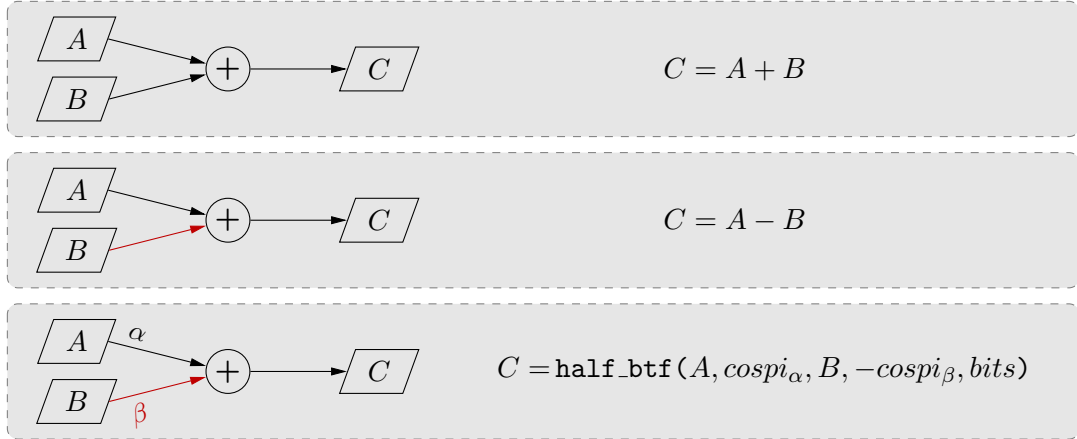 A
B
+
C
C = A + B
A
B
+
C
C = A − B
A
α
B
β
+
C
C = half_btf(A, cospi_α, B, −cospi_β, bits)